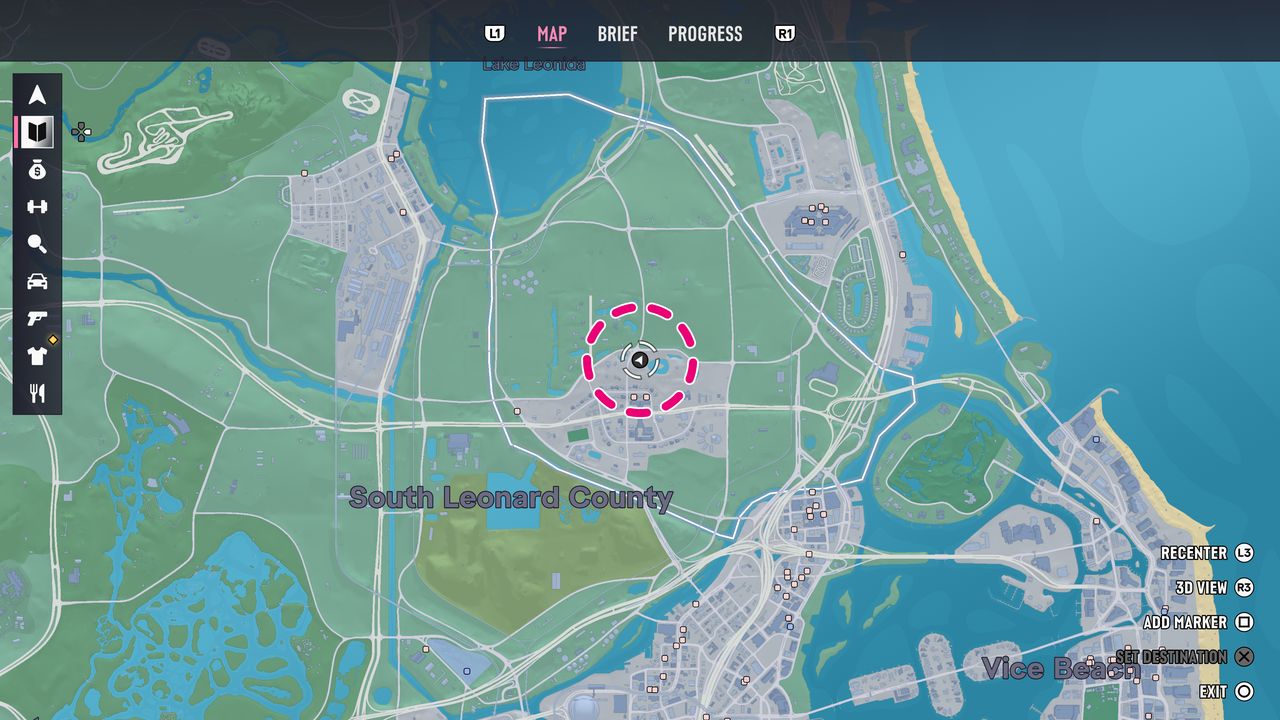 L1 MAP BRIEF PROGRESS R1
Lake Leonida
South Leonard County
RECENTER L3
3D VIEW R3
ADD MARKER
Vice Beach
SET DESTINATION
EXIT